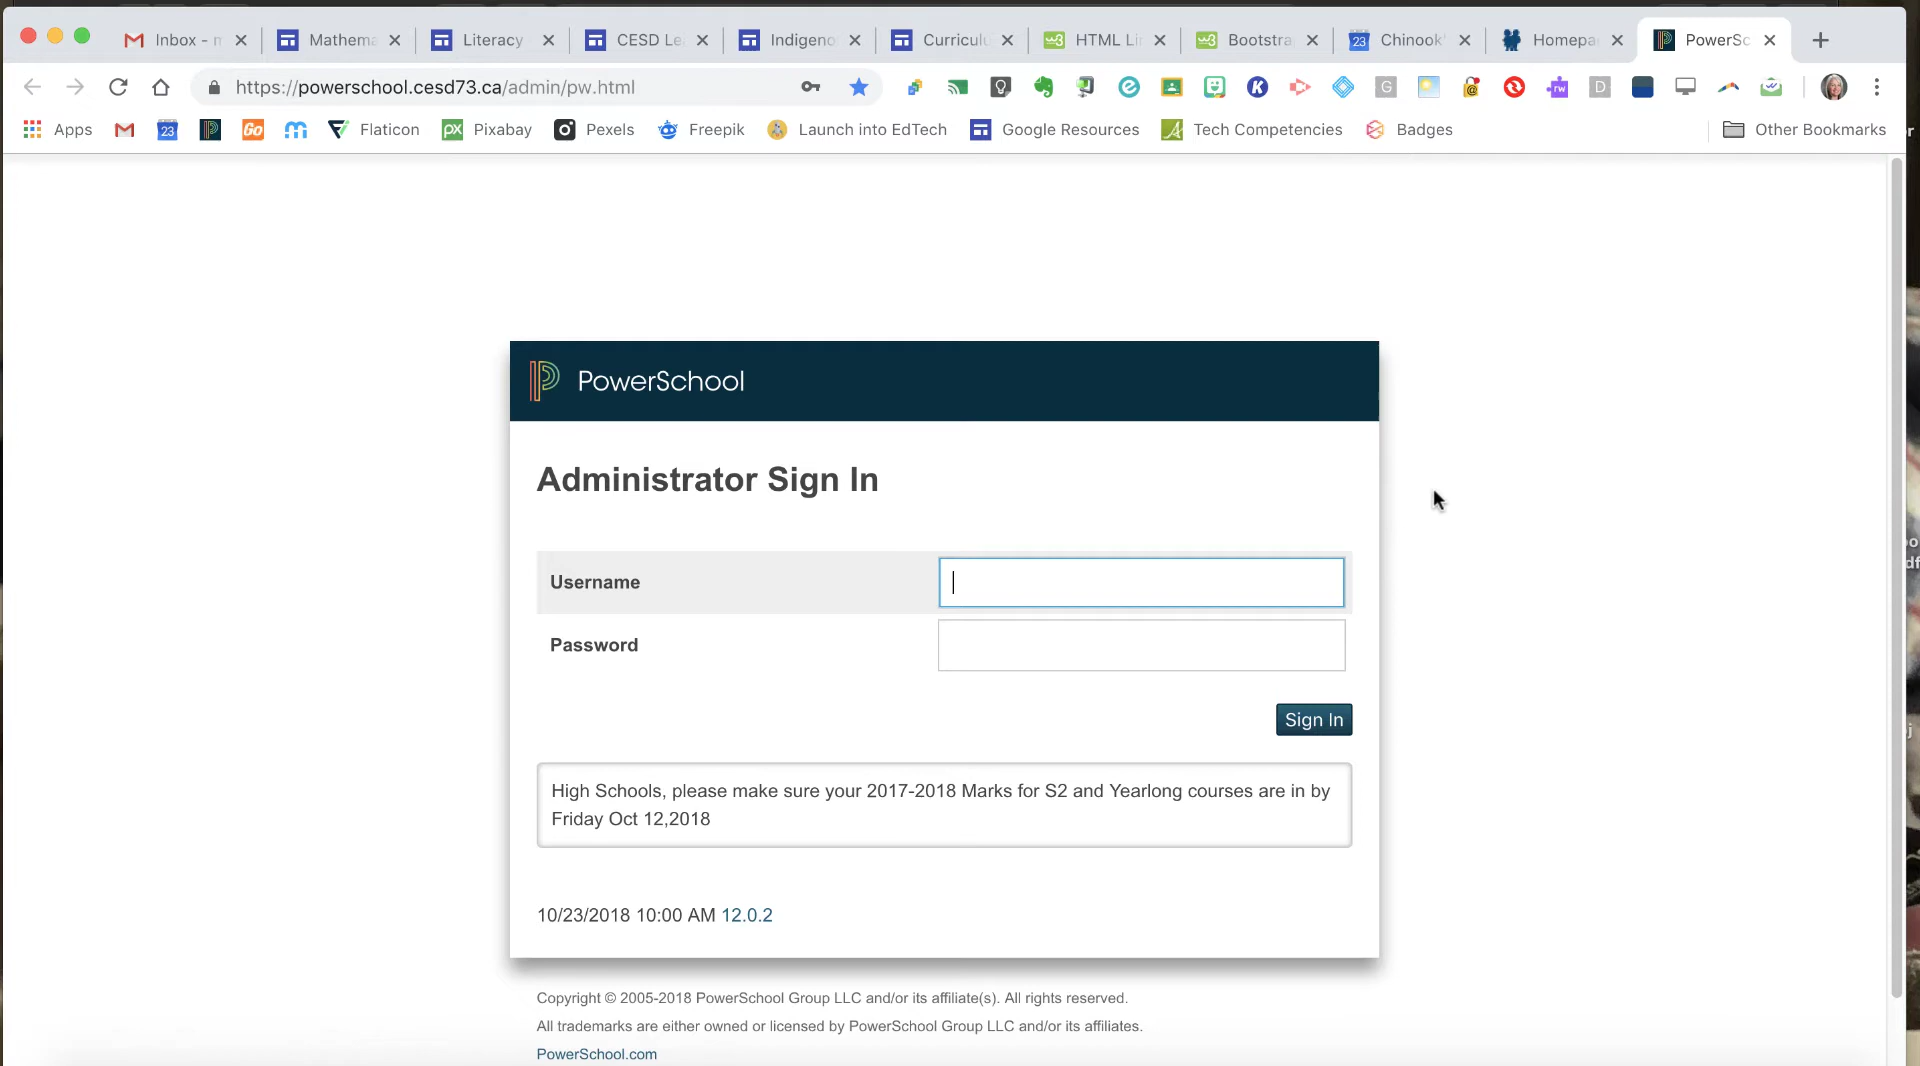 Inbox - m
Mathema
Literacy
CESD Le
Indigeno
Curriculu
HTML Li
Bootstra
23 Chinook'
Homepa
PowerSc
https://powerschool.cesd73.ca/admin/pw.html
Apps
23
GO
Flaticon
px Pixabay
Pexels
Freepik
Launch into EdTech
Google Resources
Tech Competencies
Badges
Other Bookmarks
PowerSchool
Administrator Sign In
Username
Password
Sign In
High Schools, please make sure your 2017-2018 Marks for S2 and Yearlong courses are in by
Friday Oct 12,2018
10/23/2018 10:00 AM 12.0.2
Copyright © 2005-2018 PowerSchool Group LLC and/or its affiliate(s). All rights reserved.
All trademarks are either owned or licensed by PowerSchool Group LLC and/or its affiliates.
PowerSchool.com